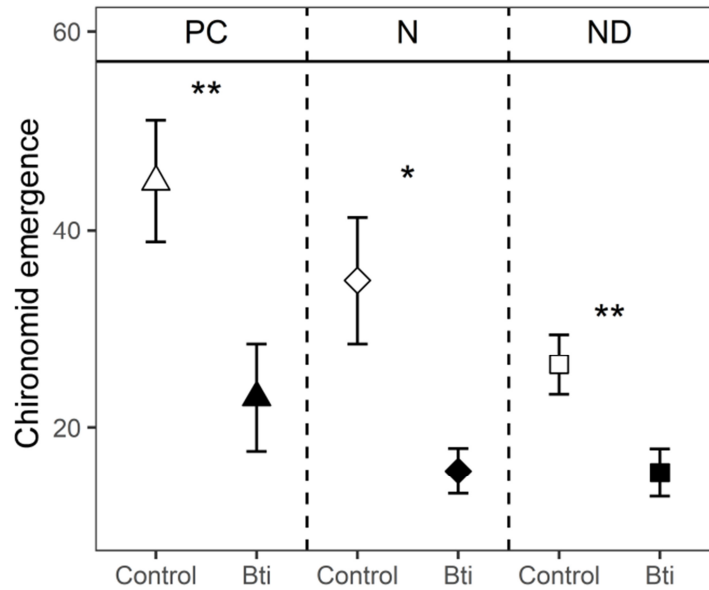 PC N ND
** * **
60
40
20
Chironomid emergence
Control Bti Control Bti Control Bti